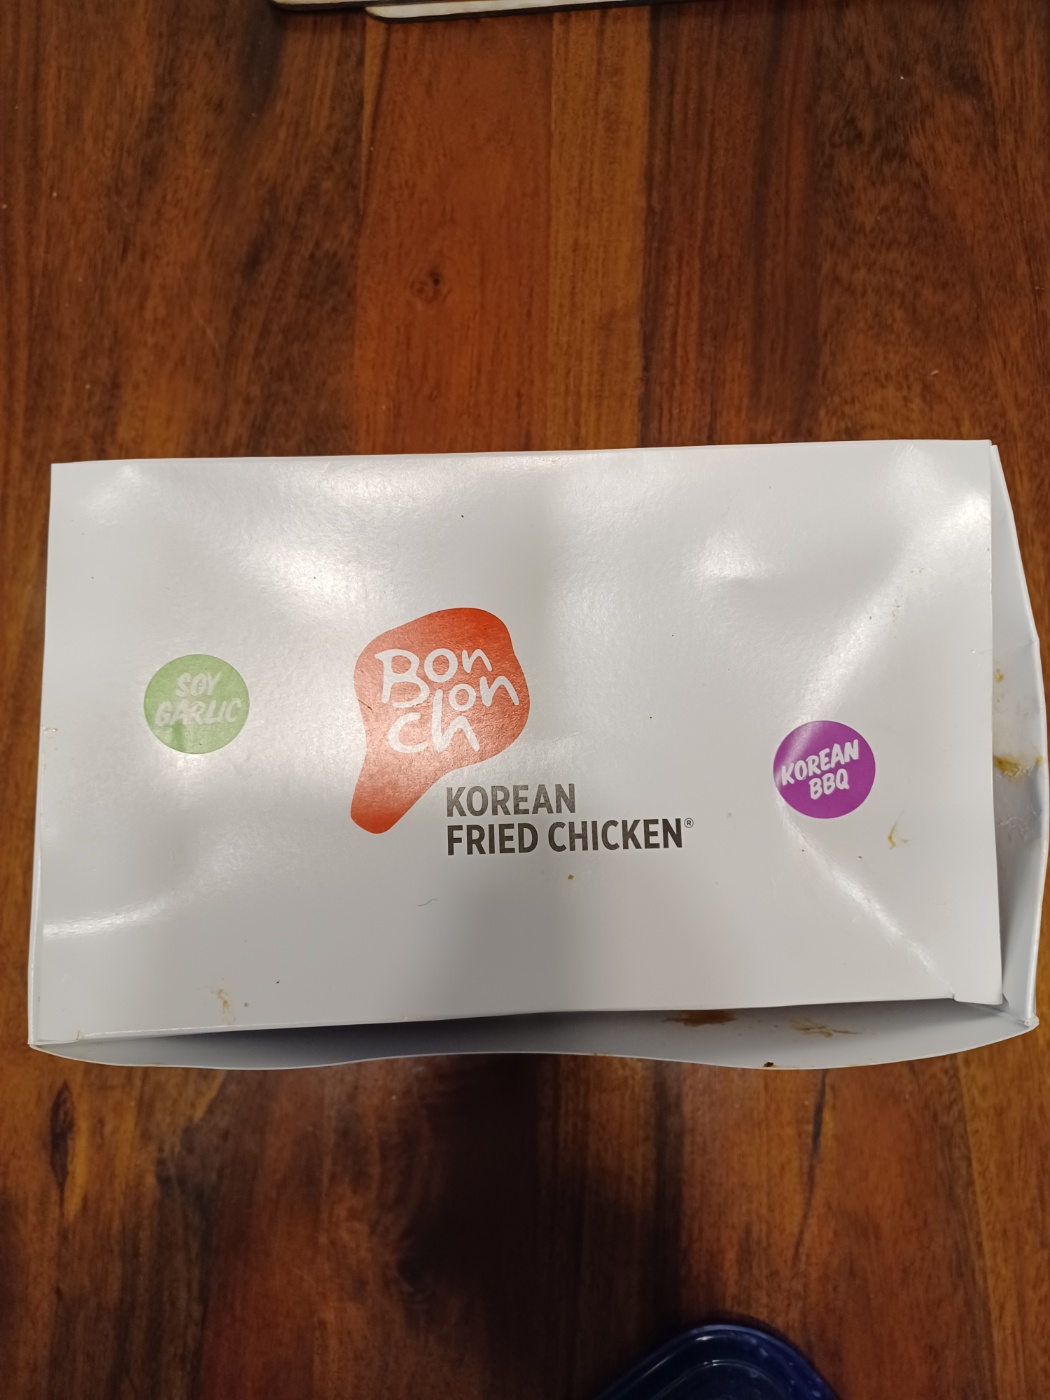 SOY
GARLIC
Bon
Chon
KOREAN
FRIED CHICKEN®
KOREAN
BBQ